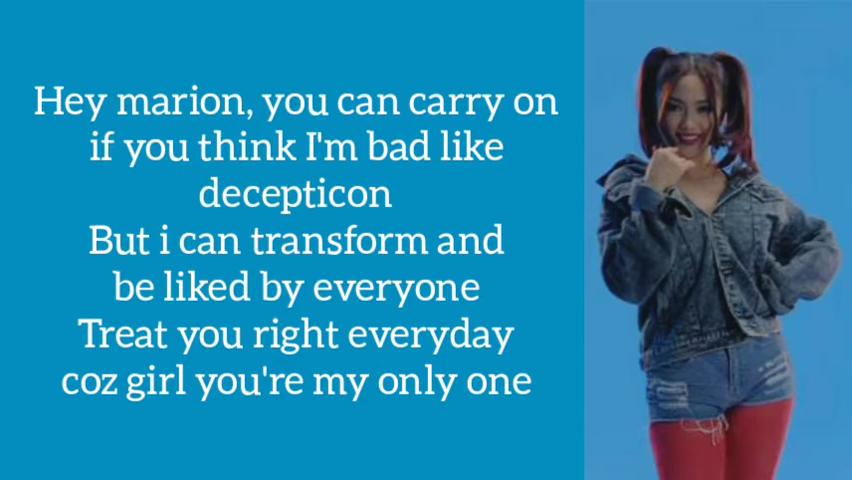 Hey marion, you can carry on
if you think I'm bad like
decepticon
But i can transform and
be liked by everyone
Treat you right everyday
coz girl you're my only one